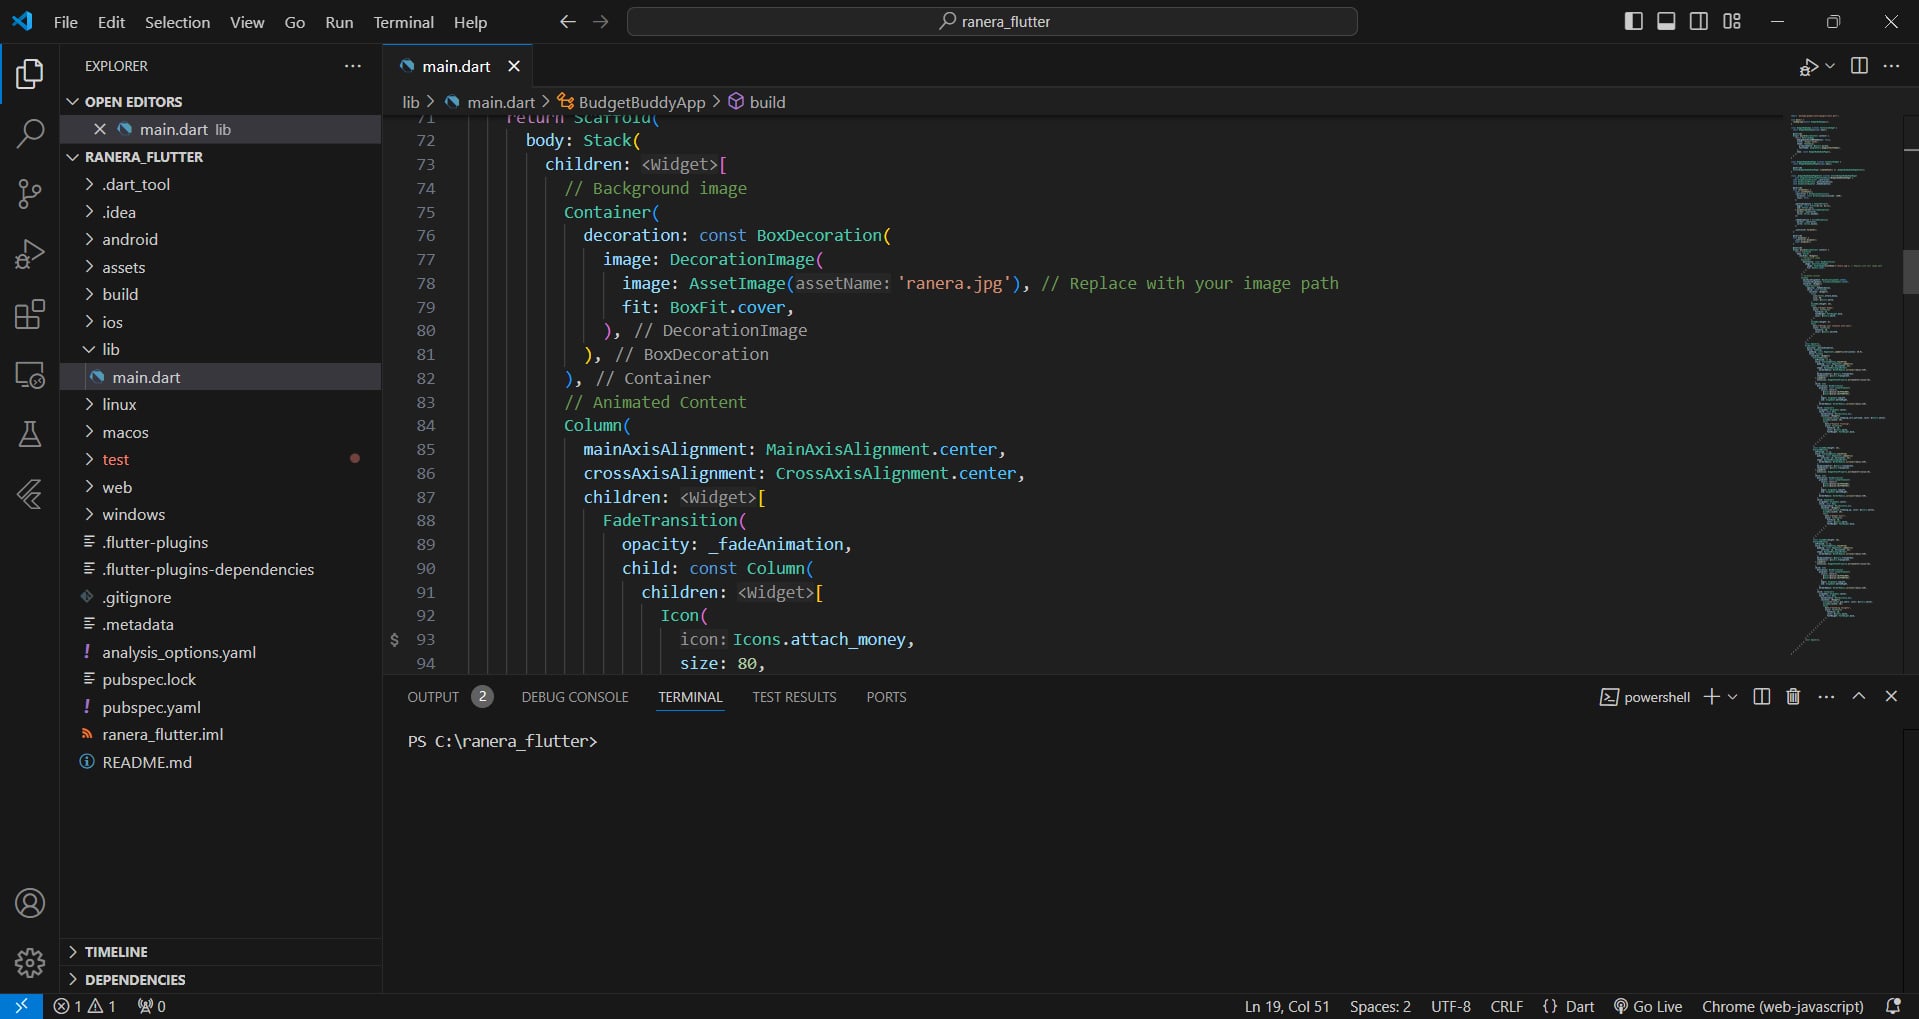 File Edit Selection View Go Run Terminal Help
ranera_flutter
EXPLORER
OPEN EDITORS
main.dart lib
RANERA_FLUTTER
.dart_tool
.idea
android
assets
build
ios
lib
main.dart
linux
macos
test
web
windows
.flutter-plugins
.flutter-plugins-dependencies
.gitignore
.metadata
analysis_options.yaml
pubspec.lock
pubspec.yaml
ranera_flutter.iml
README.md
TIMELINE
DEPENDENCIES
main.dart
lib > main.dart > BudgetBuddyApp > build
71 return Scaffold(
72 body: Stack(
73 children: <Widget>[
74 // Background image
75 Container(
76 decoration: const BoxDecoration(
77 image: DecorationImage(
78 image: AssetImage(assetName: 'ranera.jpg'), // Replace with your image path
79 fit: BoxFit.cover,
80 ), // DecorationImage
81 ), // BoxDecoration
82 ), // Container
83 // Animated Content
84 Column(
85 mainAxisAlignment: MainAxisAlignment.center,
86 crossAxisAlignment: CrossAxisAlignment.center,
87 children: <Widget>[
88 FadeTransition(
89 opacity: _fadeAnimation,
90 child: const Column(
91 children: <Widget>[
92 Icon(
$ 93 icon: Icons.attach_money,
94 size: 80,
OUTPUT 2 DEBUG CONSOLE TERMINAL TEST RESULTS PORTS
powershell
PS C:\ranera_flutter>
1 1 0
Ln 19, Col 51 Spaces: 2 UTF-8 CRLF {} Dart Go Live Chrome (web-javascript)